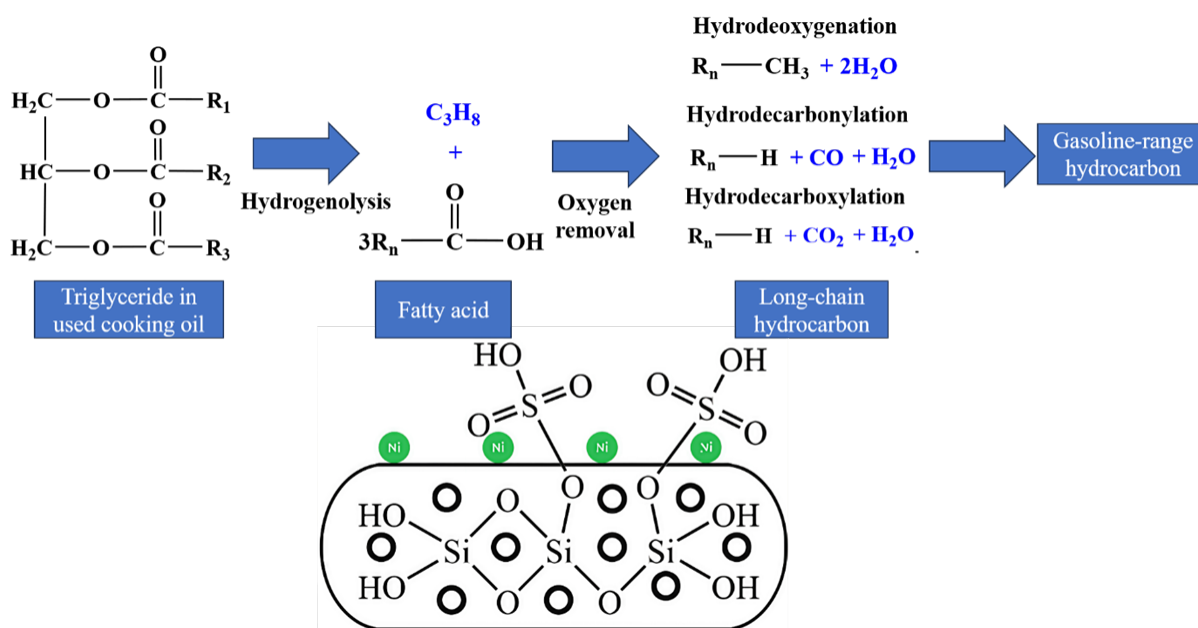 Hydrodeoxygenation
Rₙ—CH₃ + 2H₂O
Hydrodecarbonylation
Rₙ—H + CO + H₂O
Hydrodecarboxylation
Rₙ—H + CO₂ + H₂O
O
H₂C—O—C—R₁
O
HC—O—C—R₂
O
H₂C—O—C—R₃
Hydrogenolysis
C₃H₈
+
O
3Rₙ—C—OH
Oxygen
removal
Gasoline-range
hydrocarbon
Triglyceride in
used cooking oil
Fatty acid
Long-chain
hydrocarbon
HO
OH
S
O
O
O
S
O
Ni
Ni
Ni
Ni
O
O
O
HO
Si
Si
Si
OH
HO
O
O
OH